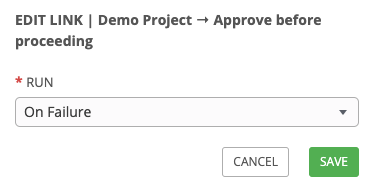 EDIT LINK | Demo Project → Approve before
proceeding
* RUN
On Failure
CANCEL SAVE